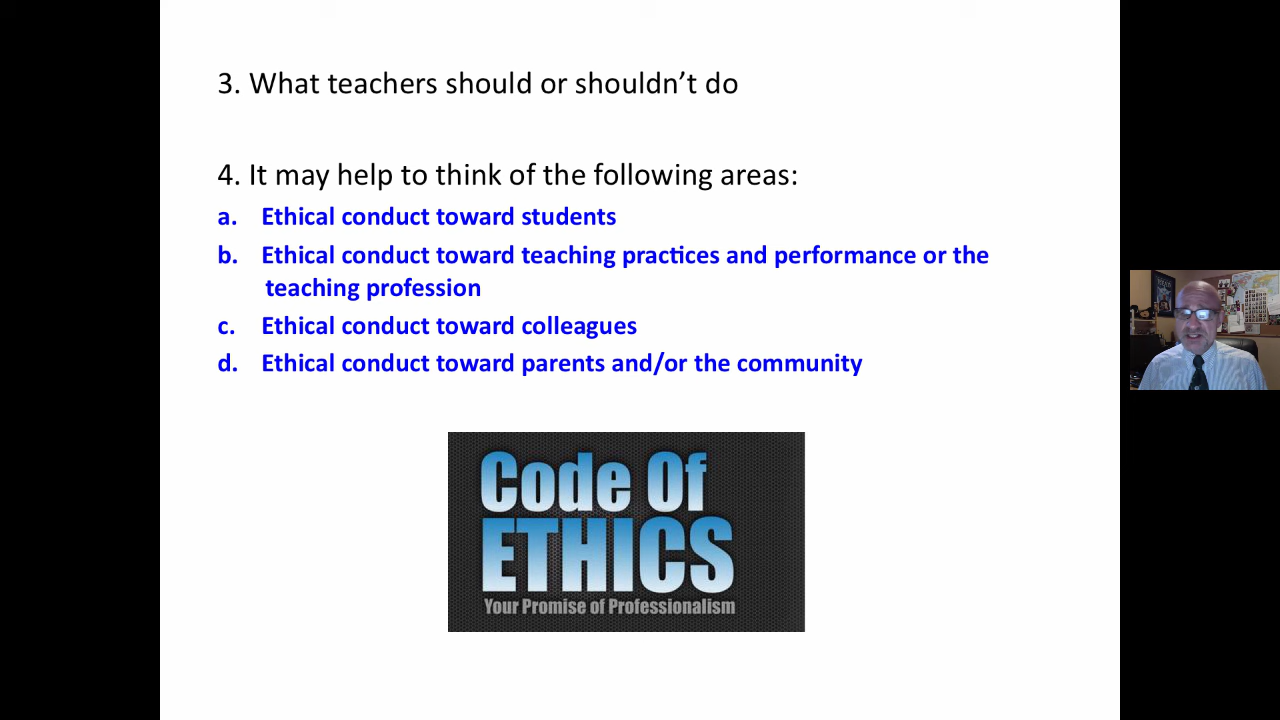 3. What teachers should or shouldn’t do
4. It may help to think of the following areas:
a. Ethical conduct toward students
b. Ethical conduct toward teaching practices and performance or the
teaching profession
c. Ethical conduct toward colleagues
d. Ethical conduct toward parents and/or the community
Code Of
ETHICS
Your Promise of Professionalism